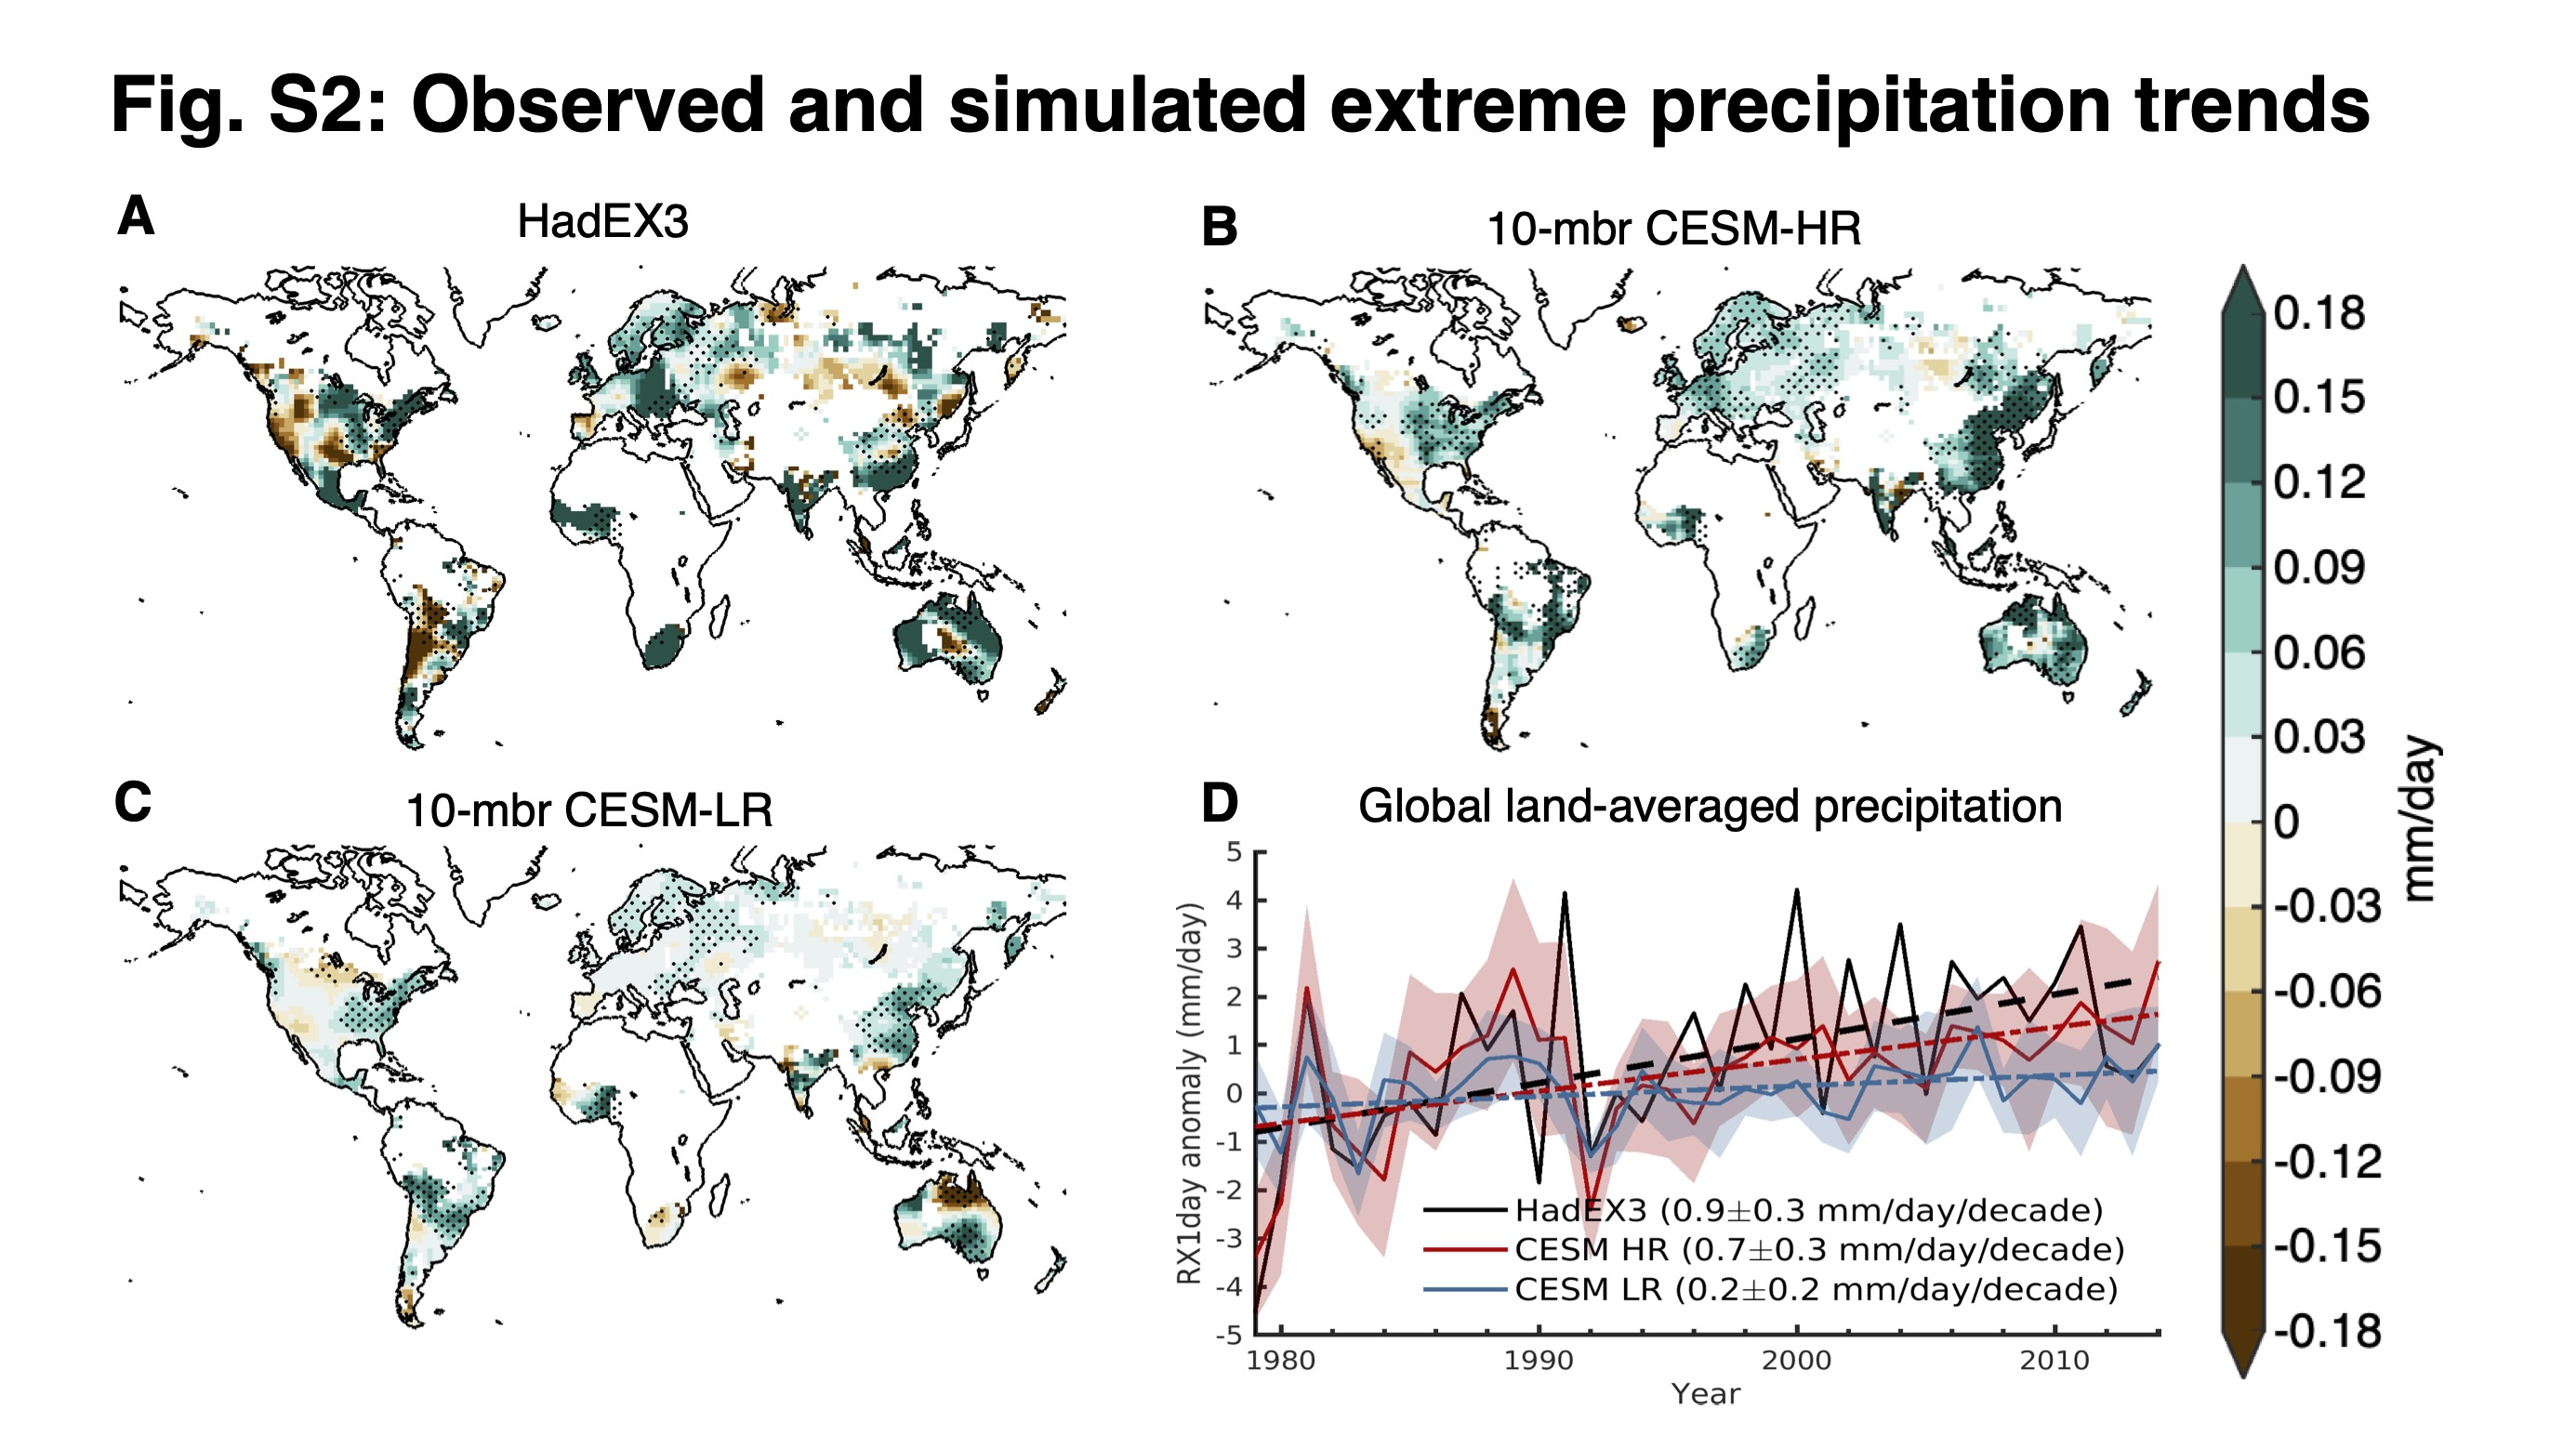 Fig. S2: Observed and simulated extreme precipitation trends
A
HadEX3
B
10-mbr CESM-HR
0.18
0.15
0.12
0.09
0.06
0.03
0
-0.03
-0.06
-0.09
-0.12
-0.15
-0.18
mm/day
C
10-mbr CESM-LR
D
Global land-averaged precipitation
RX1day anomaly (mm/day)
5
4
3
2
1
0
-1
-2
-3
-4
-5
HadEX3 (0.9±0.3 mm/day/decade)
CESM HR (0.7±0.3 mm/day/decade)
CESM LR (0.2±0.2 mm/day/decade)
1980
1990
2000
2010
Year